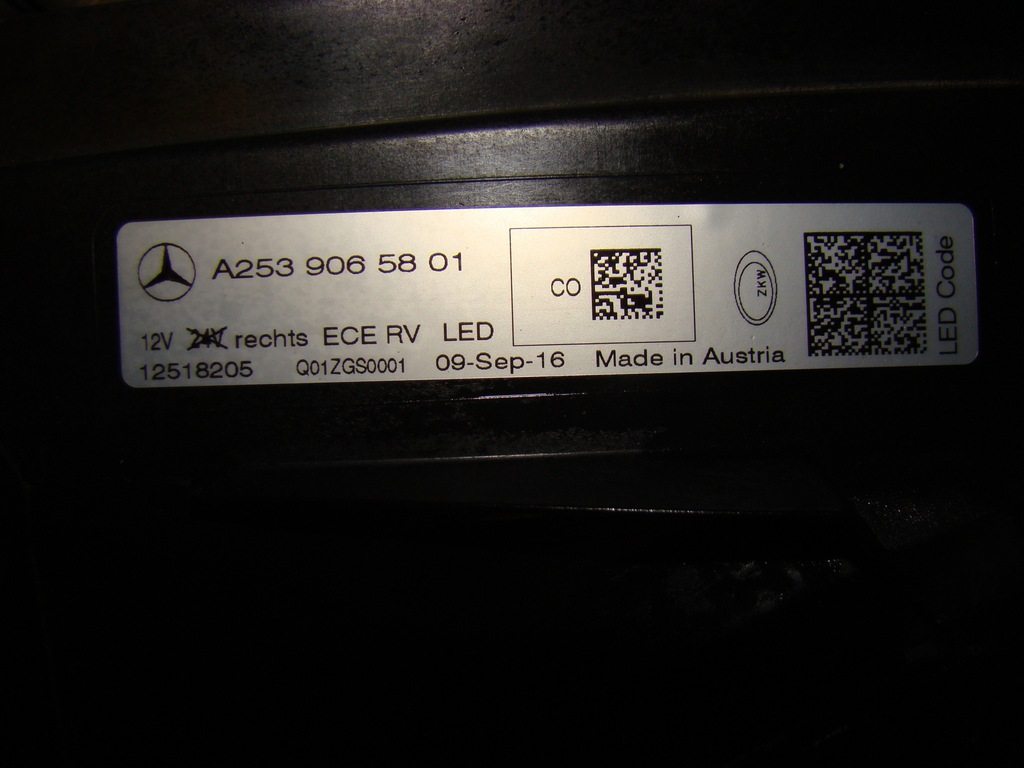 A253 906 58 01
CO
ZKW
LED Code
12V 24V rechts ECE RV LED
12518205 Q01ZGS0001 09-Sep-16 Made in Austria